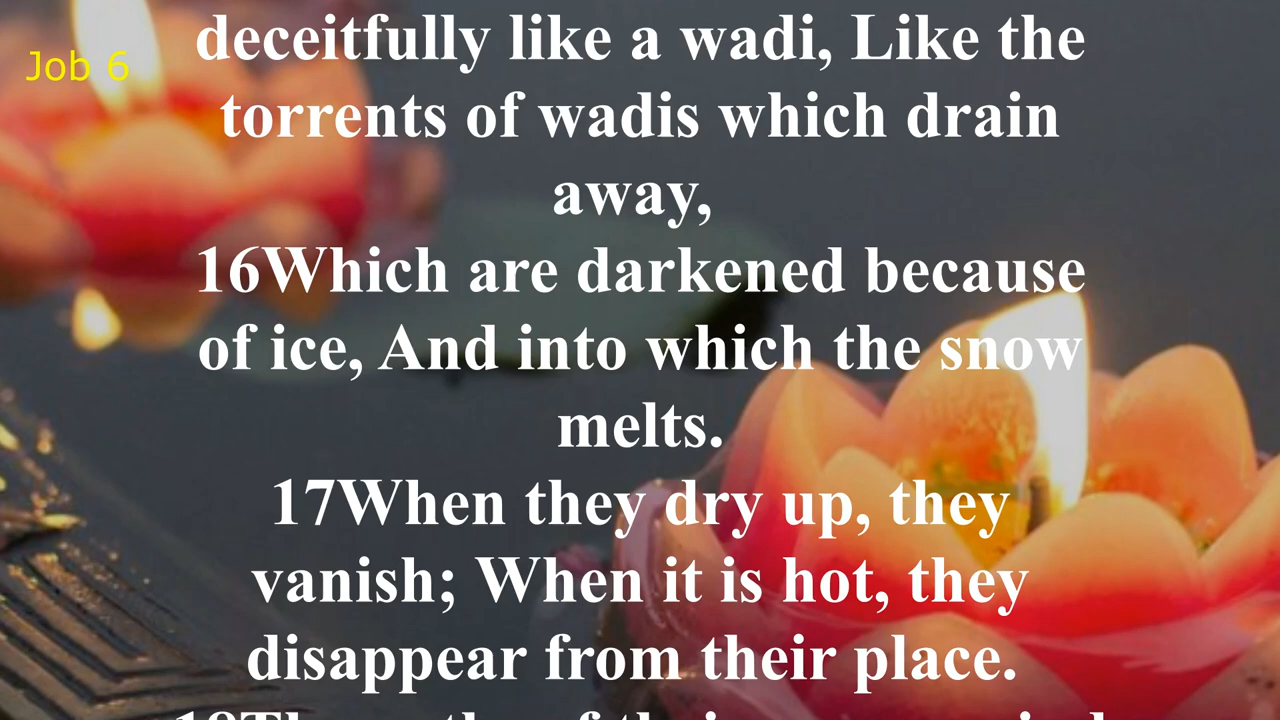 Job 6
deceitfully like a wadi, Like the
torrents of wadis which drain
away,
16Which are darkened because
of ice, And into which the snow
melts.
17When they dry up, they
vanish; When it is hot, they
disappear from their place.